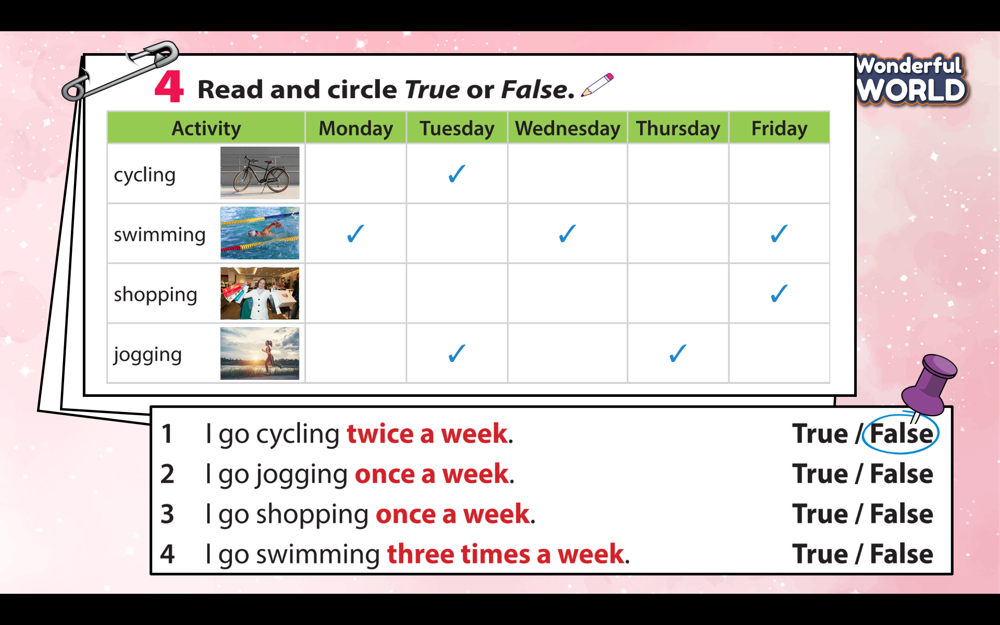 Wonderful
WORLD
4 Read and circle True or False.
Activity Monday Tuesday Wednesday Thursday Friday
cycling ✓
swimming ✓ ✓ ✓
shopping ✓
jogging ✓ ✓
1 I go cycling twice a week. True / False
2 I go jogging once a week. True / False
3 I go shopping once a week. True / False
4 I go swimming three times a week. True / False